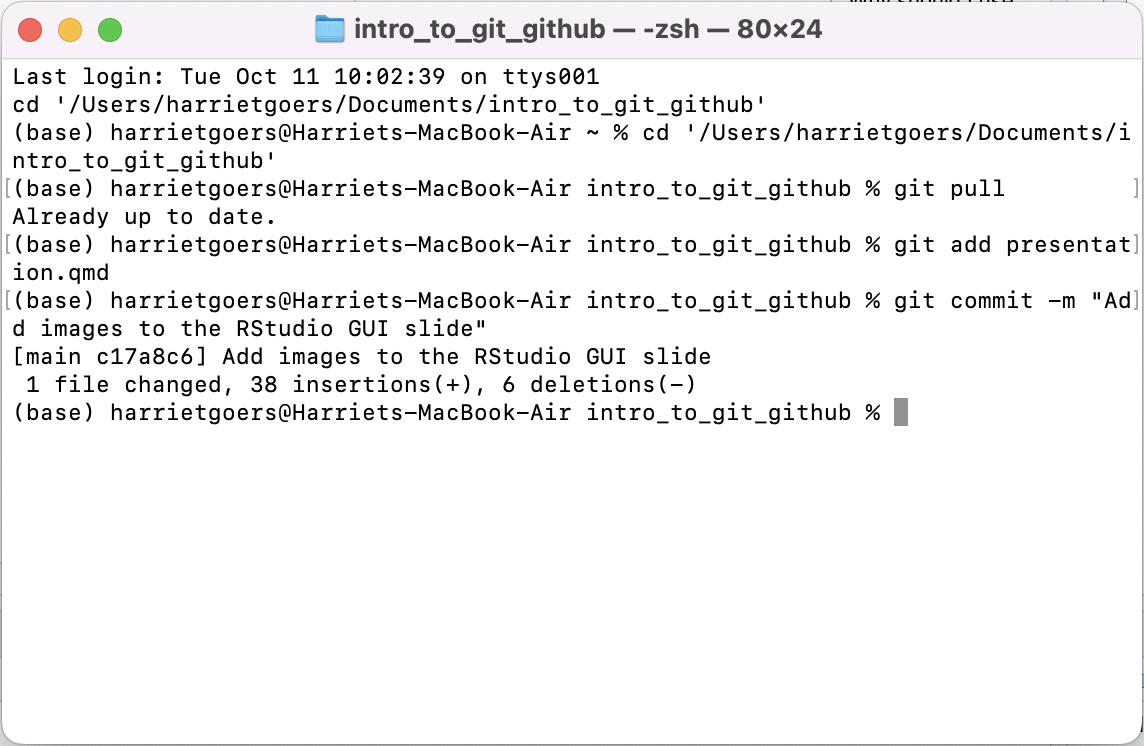 intro_to_git_github — -zsh — 80×24
Last login: Tue Oct 11 10:02:39 on ttys001
cd '/Users/harrietgoers/Documents/intro_to_git_github'
(base) harrietgoers@Harriets-MacBook-Air ~ % cd '/Users/harrietgoers/Documents/i
ntro_to_git_github'
[(base) harrietgoers@Harriets-MacBook-Air intro_to_git_github % git pull ]
Already up to date.
[(base) harrietgoers@Harriets-MacBook-Air intro_to_git_github % git add presentat]
ion.qmd
[(base) harrietgoers@Harriets-MacBook-Air intro_to_git_github % git commit -m "Ad]
d images to the RStudio GUI slide"
[main c17a8c6] Add images to the RStudio GUI slide
 1 file changed, 38 insertions(+), 6 deletions(-)
(base) harrietgoers@Harriets-MacBook-Air intro_to_git_github %